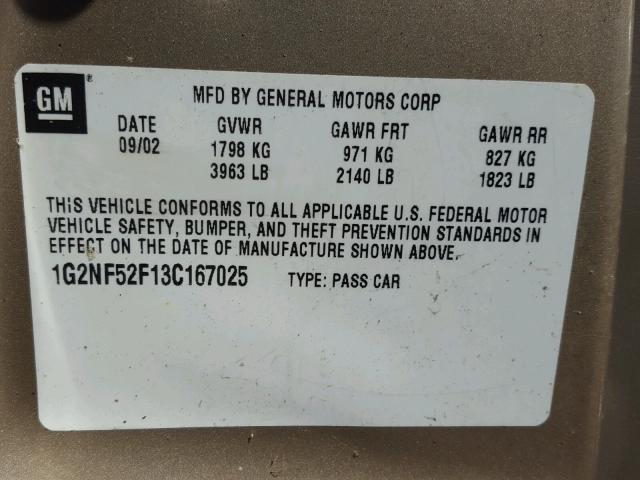 GM ®
MFD BY GENERAL MOTORS CORP
DATE GVWR GAWR FRT GAWR RR
09/02 1798 KG 971 KG 827 KG
3963 LB 2140 LB 1823 LB
THIS VEHICLE CONFORMS TO ALL APPLICABLE U.S. FEDERAL MOTOR
VEHICLE SAFETY, BUMPER, AND THEFT PREVENTION STANDARDS IN
EFFECT ON THE DATE OF MANUFACTURE SHOWN ABOVE.
1G2NF52F13C167025 TYPE: PASS CAR